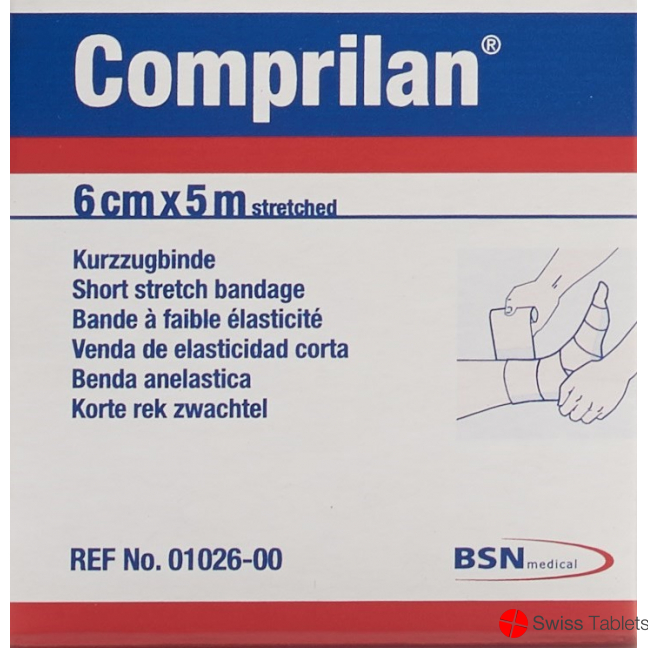 Comprilan®
6 cm x 5 m stretched
Kurzzugbinde
Short stretch bandage
Bande à faible élasticité
Venda de elasticidad corta
Benda anelastica
Korte rek zwachtel
REF No. 01026-00
BSN medical
Swiss Tablets